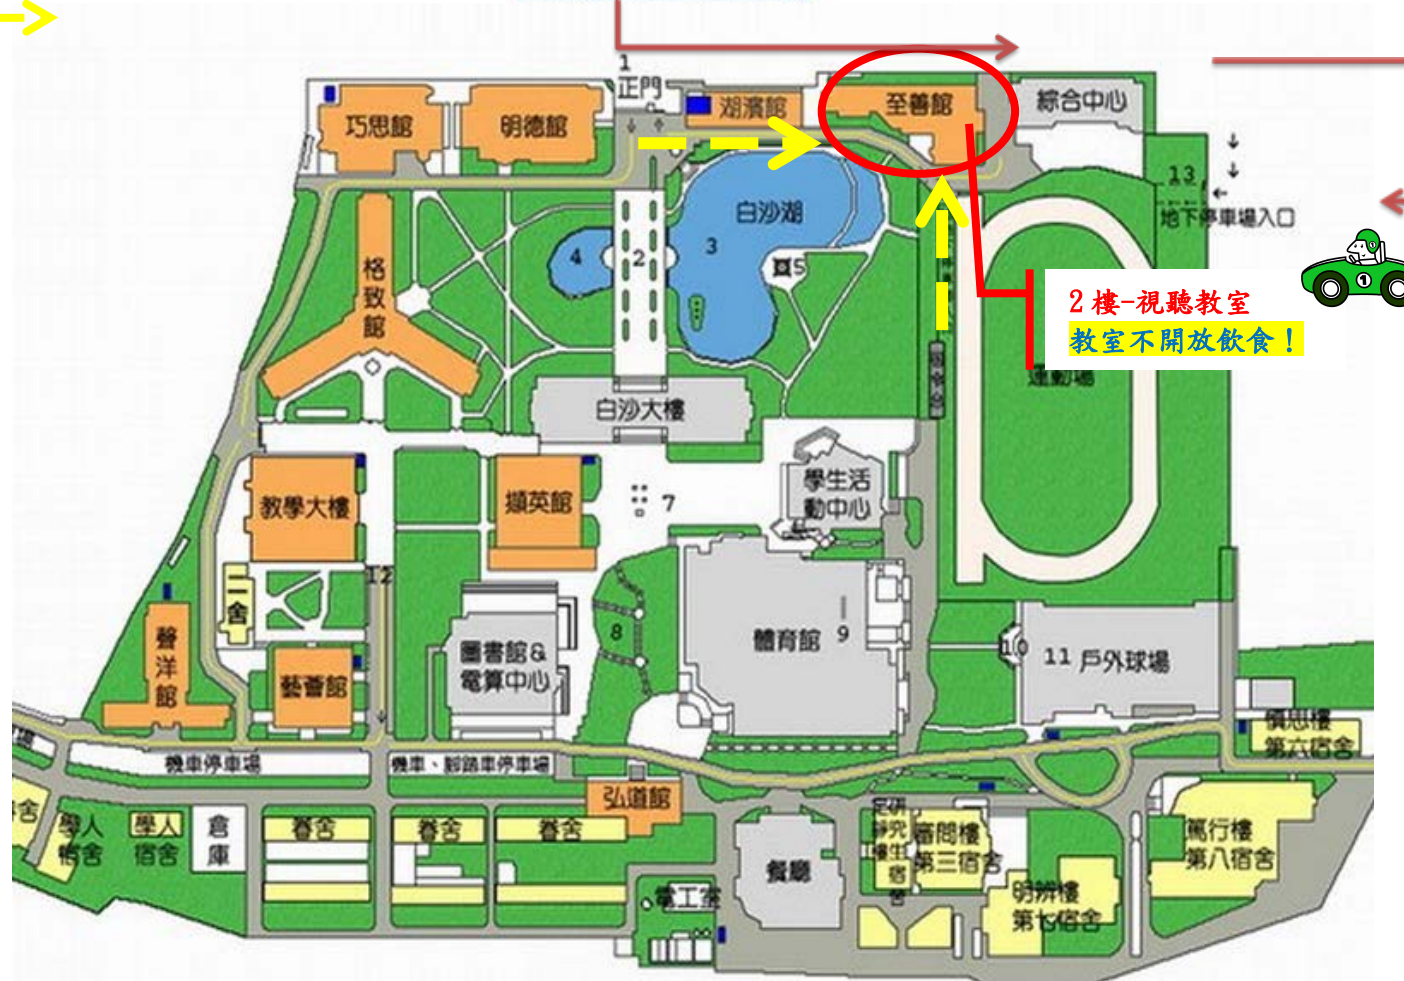 1
正門
巧思館
明德館
湖濱館
至善館
綜合中心
13
地下停車場入口
白沙湖
格致館
4
2
3
5
2樓-視聽教室
教室不開放飲食！
運動場
①
白沙大樓
教學大樓
擷英館
7
學生活
動中心
12
二舍
8
體育館
9
聲洋館
藝薈館
圖書館&
電算中心
10
11 戶外球場
慎思樓
第六宿舍
機車停車場
機車、腳踏車停車場
弘道館
學人
宿舍
學人
宿舍
倉庫
眷舍
眷舍
眷舍
餐廳
電工室
審問樓
第三宿舍
明辨樓
第七宿舍
篤行樓
第八宿舍